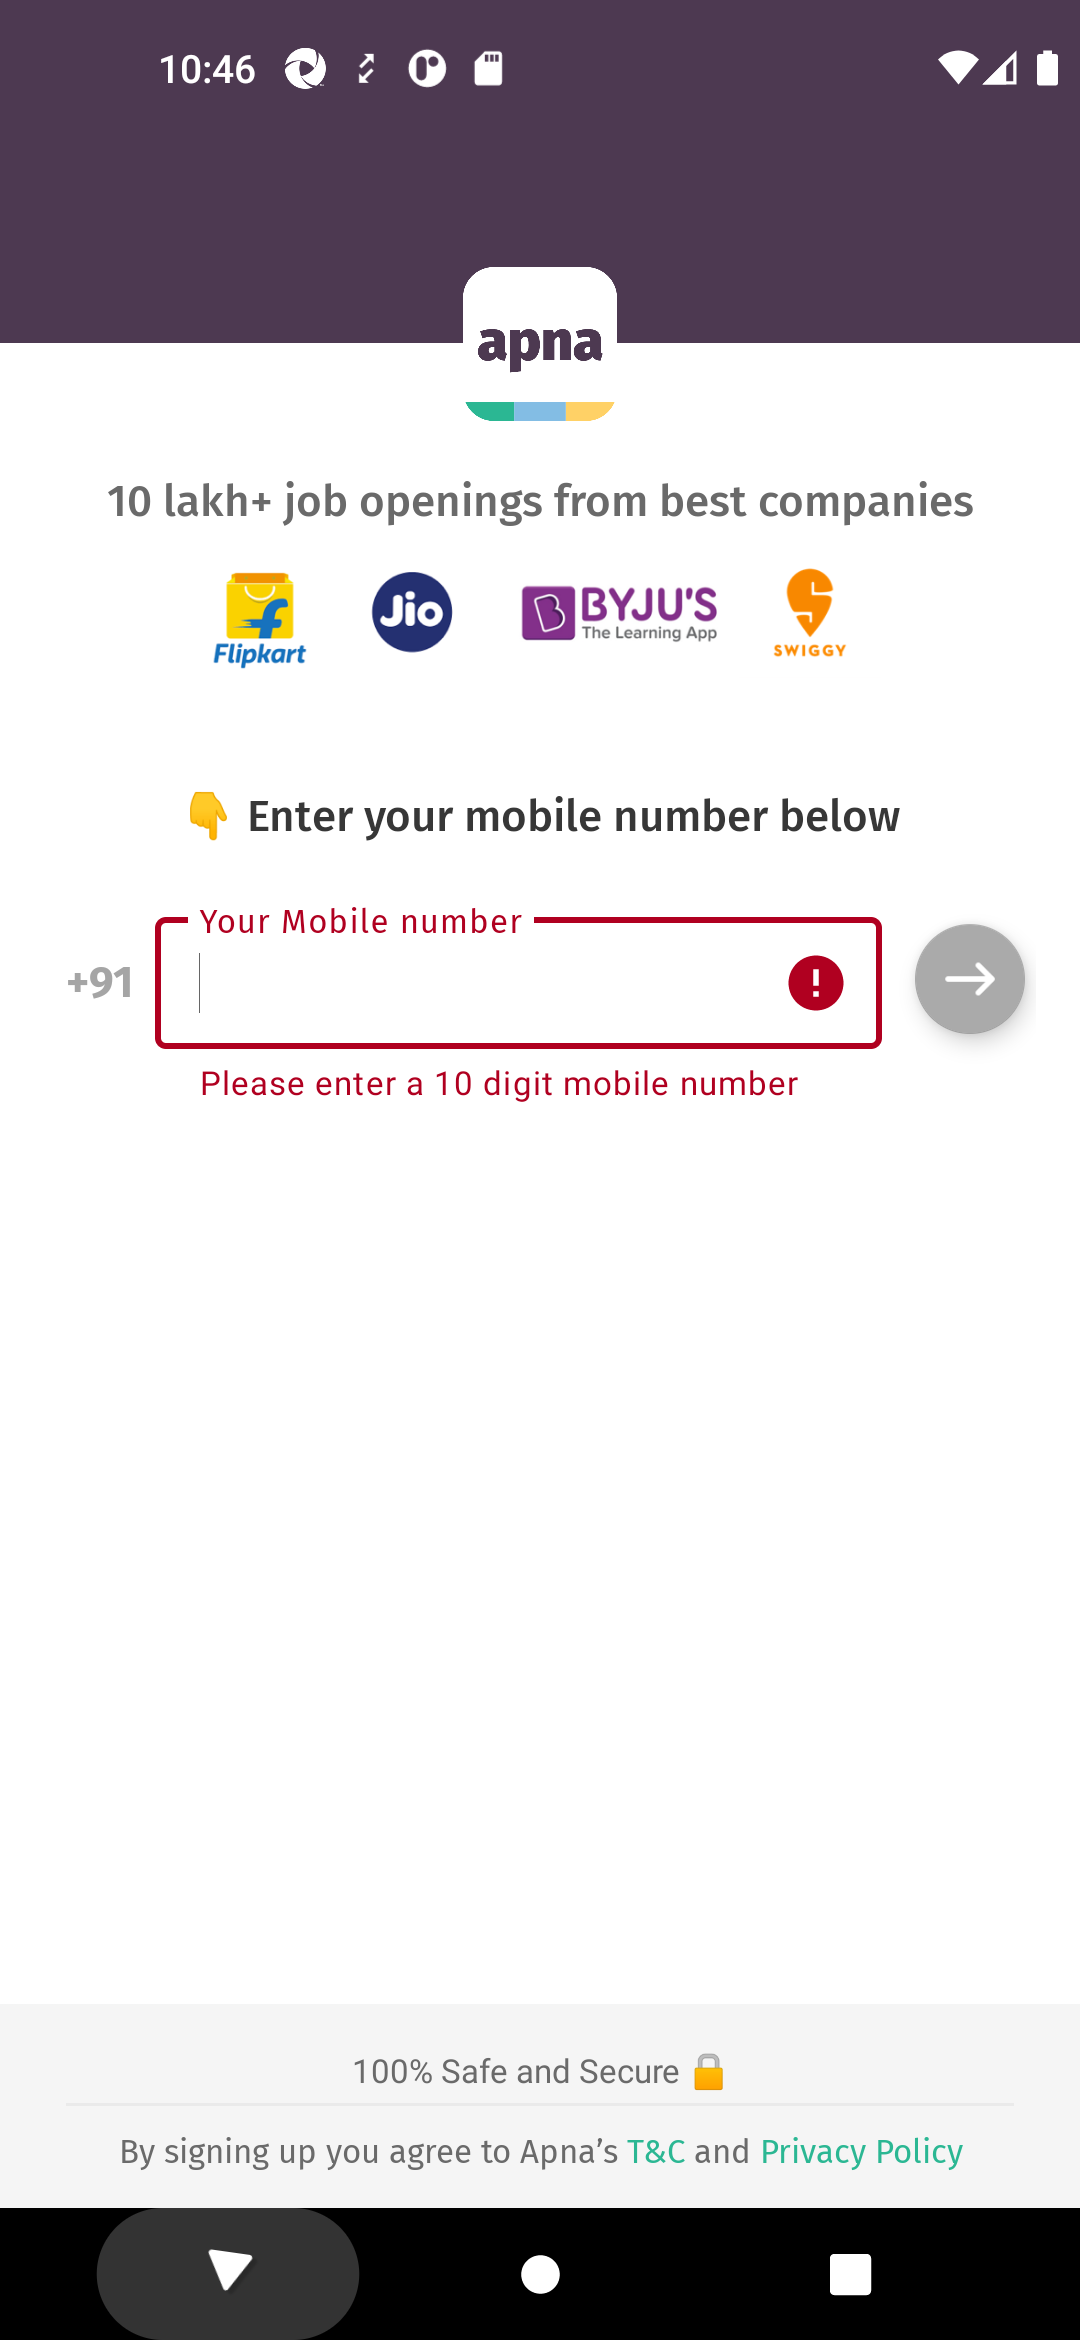 10:46
apna
10 lakh+ job openings from best companies
Flipkart
Jio
BYJU'S
The Learning App
SWIGGY
👇 Enter your mobile number below
Your Mobile number
+91
Please enter a 10 digit mobile number
100% Safe and Secure 🔒
By signing up you agree to Apna’s T&C and Privacy Policy